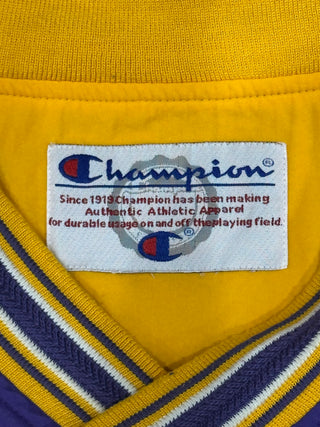 Champion®
Since 1919 Champion has been making
Authentic Athletic Apparel
for durable usage on and off the playing field.